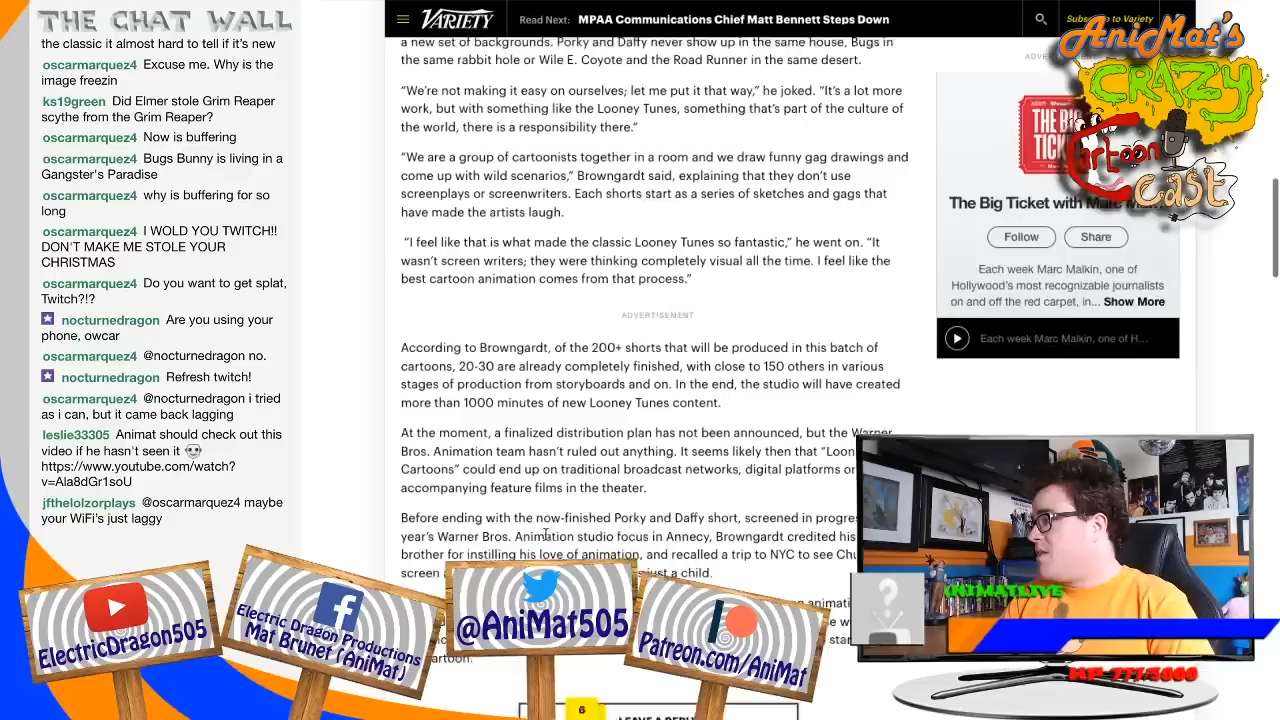 THE CHAT WALL
the classic it almost hard to tell if it's new
oscarmarquez4 Excuse me. Why is the
image freezin
ks19green Did Elmer stole Grim Reaper
scythe from the Grim Reaper?
oscarmarquez4 Now is buffering
oscarmarquez4 Bugs Bunny is living in a
Gangster's Paradise
oscarmarquez4 why is buffering for so
long
oscarmarquez4 I WOLD YOU TWITCH!!
DON'T MAKE ME STOLE YOUR
CHRISTMAS
oscarmarquez4 Do you want to get splat,
Twitch?!?
nocturnedragon Are you using your
phone, owcar
oscarmarquez4 @nocturnedragon no.
nocturnedragon Refresh twitch!
oscarmarquez4 @nocturnedragon i tried
as i can, but it came back lagging
leslie33305 Animat should check out this
video if he hasn't seen it
https://www.youtube.com/watch?
v=Ala8dGr1soU
jfthelolzorplays @oscarmarquez4 maybe
your WiFi's just laggy
VARIETY
Read Next: MPAA Communications Chief Matt Bennett Steps Down
Subscribe to Variety
a new set of backgrounds. Porky and Daffy never show up in the same house, Bugs in
the same rabbit hole or Wile E. Coyote and the Road Runner in the same desert.
“We’re not making it easy on ourselves; let me put it that way,” he joked. “It’s a lot more
work, but with something like the Looney Tunes, something that’s part of the culture of
the world, there is a responsibility there.”
“We are a group of cartoonists together in a room and we draw funny gag drawings and
come up with wild scenarios,” Browngardt said, explaining that they don’t use
screenplays or screenwriters. Each shorts start as a series of sketches and gags that
have made the artists laugh.
“I feel like that is what made the classic Looney Tunes so fantastic,” he went on. “It
wasn’t screen writers; they were thinking completely visual all the time. I feel like the
best cartoon animation comes from that process.”
ADVERTISEMENT
According to Browngardt, of the 200+ shorts that will be produced in this batch of
cartoons, 20-30 are already completely finished, with close to 150 others in various
stages of production from storyboards and on. In the end, the studio will have created
more than 1000 minutes of new Looney Tunes content.
At the moment, a finalized distribution plan has not been announced, but the Warner
Bros. Animation team hasn’t ruled out anything. It seems likely then that “Loon
Cartoons” could end up on traditional broadcast networks, digital platforms or
accompanying feature films in the theater.
Before ending with the now-finished Porky and Daffy short, screened in progre
year’s Warner Bros. Animation studio focus in Annecy, Browngardt credited his
brother for instilling his love of animation, and recalled a trip to NYC to see Chu
screen just a child.
animati
cartoon.
6
LEAVE A REPLY
AniMat's
CRAZY
Cartoon
Cast
THE BIG
TICK
The Big Ticket with Marc
Follow
Share
Each week Marc Malkin, one of
Hollywood's most recognizable journalists
on and off the red carpet, in... Show More
Each week Marc Malkin, one of H...
ElectricDragon505
Electric Dragon Productions
Mat Brunet (AniMat)
@AniMat505
Patreon.com/AniMat
ANIMATLIVE
HP 777/5000